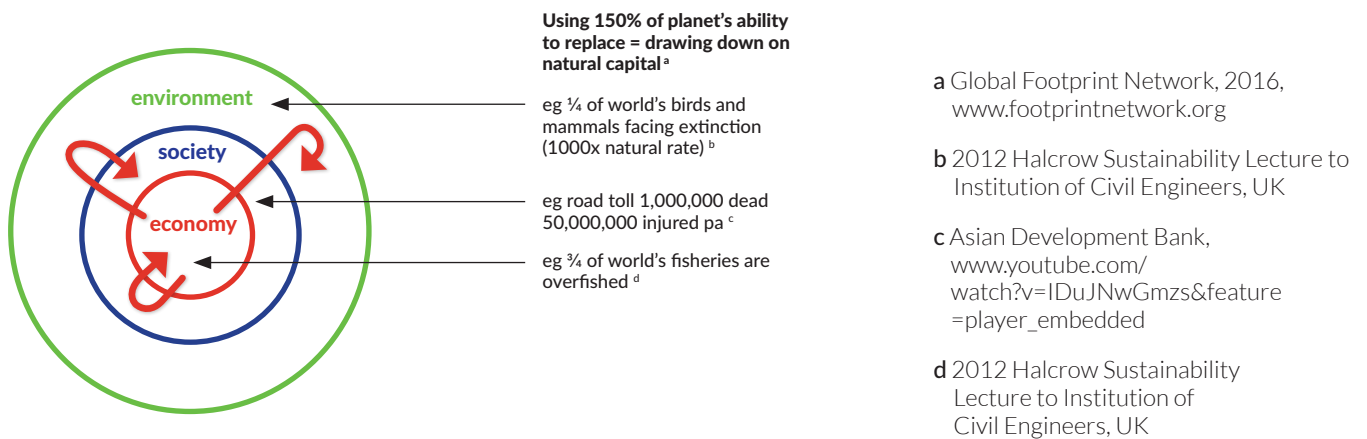 Using 150% of planet's ability
to replace = drawing down on
natural capital a
environment
eg ¼ of world's birds and
mammals facing extinction
(1000x natural rate) b
society
eg road toll 1,000,000 dead
50,000,000 injured pa c
economy
eg ¾ of world's fisheries are
overfished d
a Global Footprint Network, 2016,
www.footprintnetwork.org
b 2012 Halcrow Sustainability Lecture to
Institution of Civil Engineers, UK
c Asian Development Bank,
www.youtube.com/
watch?v=IDuJNwGmzs&feature
=player_embedded
d 2012 Halcrow Sustainability
Lecture to Institution of
Civil Engineers, UK